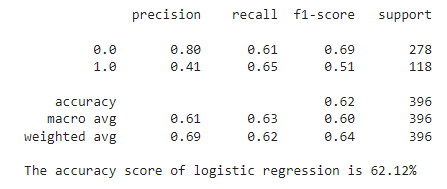 precision recall f1-score support
0.0 0.80 0.61 0.69 278
1.0 0.41 0.65 0.51 118
accuracy 0.62 396
macro avg 0.61 0.63 0.60 396
weighted avg 0.69 0.62 0.64 396
The accuracy score of logistic regression is 62.12%